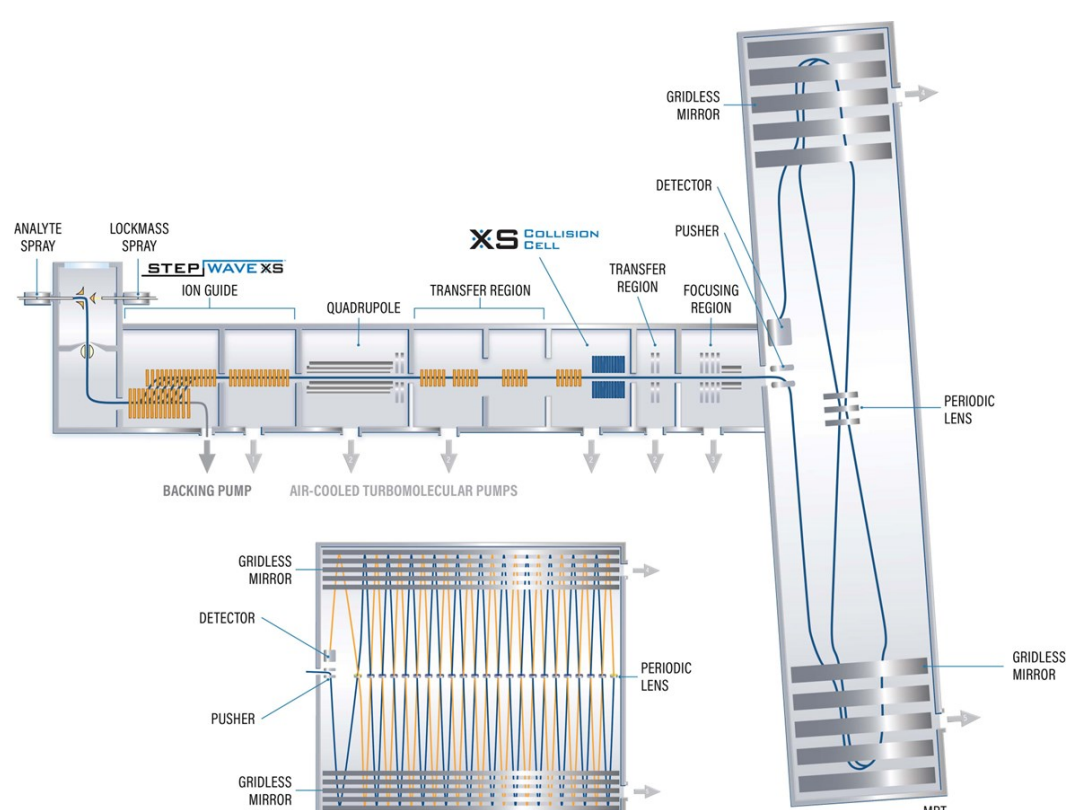 GRIDLESS
MIRROR
DETECTOR
PUSHER
ANALYTE
SPRAY
LOCKMASS
SPRAY
STEPWAVE XS
ION GUIDE
QUADRUPOLE
TRANSFER REGION
XS COLLISION
CELL
TRANSFER
REGION
FOCUSING
REGION
PERIODIC
LENS
BACKING PUMP
AIR-COOLED TURBOMOLECULAR PUMPS
GRIDLESS
MIRROR
DETECTOR
PUSHER
PERIODIC
LENS
GRIDLESS
MIRROR
GRIDLESS
MIRROR